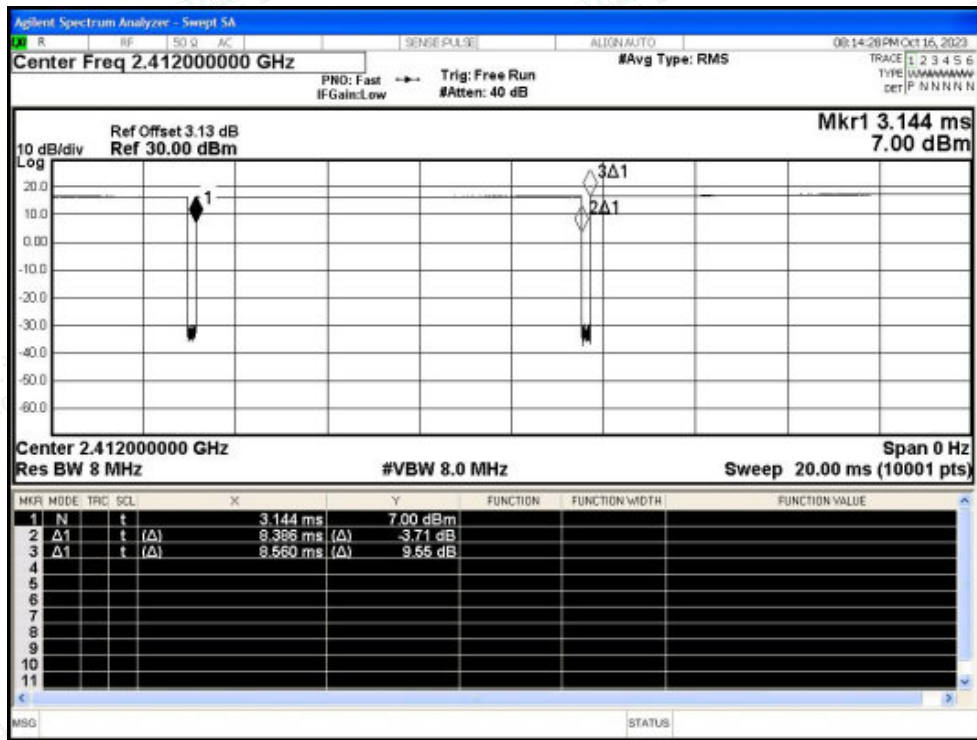 Agilent Spectrum Analyzer - Swept SA
R RF 50 Ω AC SENSE:PULSE ALIGN AUTO 08:14:28 PM Oct 16, 2023
Center Freq 2.412000000 GHz #Avg Type: RMS TRACE 1 2 3 4 5 6
PNO: Fast Trig: Free Run TYPE
IFGain:Low #Atten: 40 dB DET P N N N N N
Mkr1 3.144 ms
7.00 dBm
Ref Offset 3.13 dB
10 dB/div Ref 30.00 dBm
Log
20.0
10.0
0.00
-10.0
-20.0
-30.0
-40.0
-50.0
-60.0
1
3Δ1
2Δ1
Center 2.412000000 GHz Span 0 Hz
Res BW 8 MHz #VBW 8.0 MHz Sweep 20.00 ms (10001 pts)
MKR MODE TRC SCL X Y FUNCTION FUNCTION WIDTH FUNCTION VALUE
1 N t 3.144 ms 7.00 dBm
2 Δ1 t (Δ) 8.386 ms (Δ) -3.71 dB
3 Δ1 t (Δ) 8.560 ms (Δ) 9.55 dB
4
5
6
7
8
9
10
11
MSG STATUS